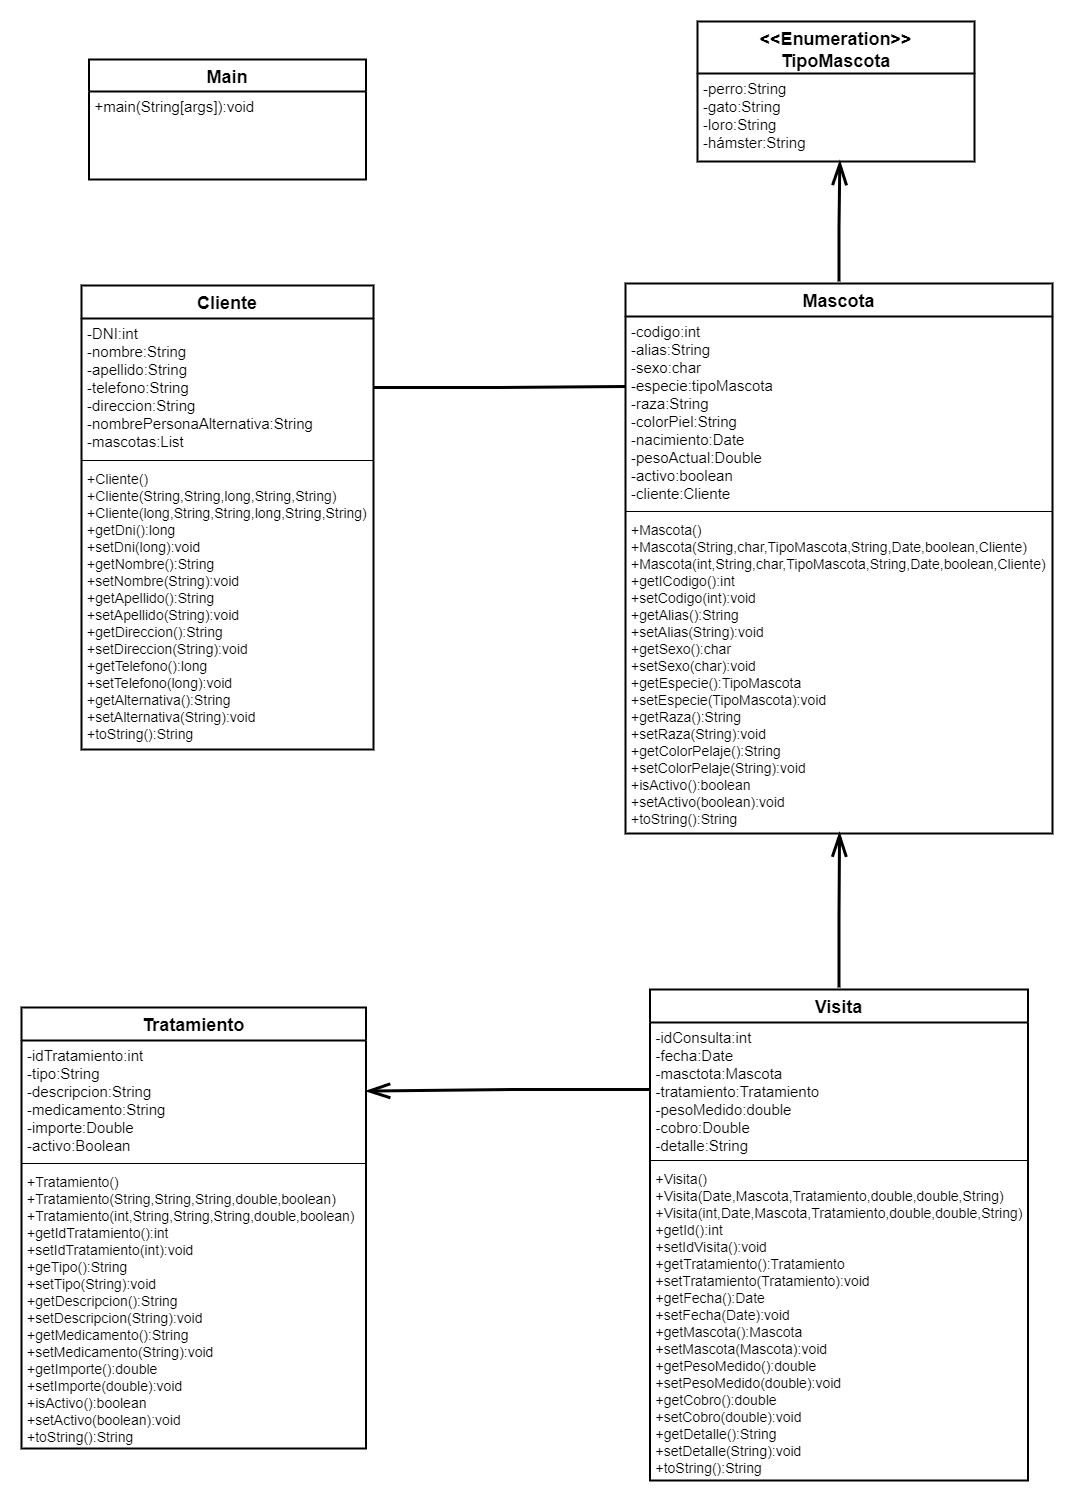 <<Enumeration>>
TipoMascota
-perro:String
-gato:String
-loro:String
-hámster:String
Main
+main(String[args]):void
Cliente
-DNI:int
-nombre:String
-apellido:String
-telefono:String
-direccion:String
-nombrePersonaAlternativa:String
-mascotas:List
+Cliente()
+Cliente(String,String,long,String,String)
+Cliente(long,String,String,long,String,String)
+getDni():long
+setDni(long):void
+getNombre():String
+setNombre(String):void
+getApellido():String
+setApellido(String):void
+getDireccion():String
+setDireccion(String):void
+getTelefono():long
+setTelefono(long):void
+getAlternativa():String
+setAlternativa(String):void
+toString():String
Mascota
-codigo:int
-alias:String
-sexo:char
-especie:tipoMascota
-raza:String
-colorPiel:String
-nacimiento:Date
-pesoActual:Double
-activo:boolean
-cliente:Cliente
+Mascota()
+Mascota(String,char,TipoMascota,String,Date,boolean,Cliente)
+Mascota(int,String,char,TipoMascota,String,Date,boolean,Cliente)
+getICodigo():int
+setCodigo(int):void
+getAlias():String
+setAlias(String):void
+getSexo():char
+setSexo(char):void
+getEspecie():TipoMascota
+setEspecie(TipoMascota):void
+getRaza():String
+setRaza(String):void
+getColorPelaje():String
+setColorPelaje(String):void
+isActivo():boolean
+setActivo(boolean):void
+toString():String
Tratamiento
-idTratamiento:int
-tipo:String
-descripcion:String
-medicamento:String
-importe:Double
-activo:Boolean
+Tratamiento()
+Tratamiento(String,String,String,double,boolean)
+Tratamiento(int,String,String,String,double,boolean)
+getIdTratamiento():int
+setIdTratamiento(int):void
+geTipo():String
+setTipo(String):void
+getDescripcion():String
+setDescripcion(String):void
+getMedicamento():String
+setMedicamento(String):void
+getImporte():double
+setImporte(double):void
+isActivo():boolean
+setActivo(boolean):void
+toString():String
Visita
-idConsulta:int
-fecha:Date
-masctota:Mascota
-tratamiento:Tratamiento
-pesoMedido:double
-cobro:Double
-detalle:String
+Visita()
+Visita(Date,Mascota,Tratamiento,double,double,String)
+Visita(int,Date,Mascota,Tratamiento,double,double,String)
+getId():int
+setIdVisita():void
+getTratamiento():Tratamiento
+setTratamiento(Tratamiento):void
+getFecha():Date
+setFecha(Date):void
+getMascota():Mascota
+setMascota(Mascota):void
+getPesoMedido():double
+setPesoMedido(double):void
+getCobro():double
+setCobro(double):void
+getDetalle():String
+setDetalle(String):void
+toString():String